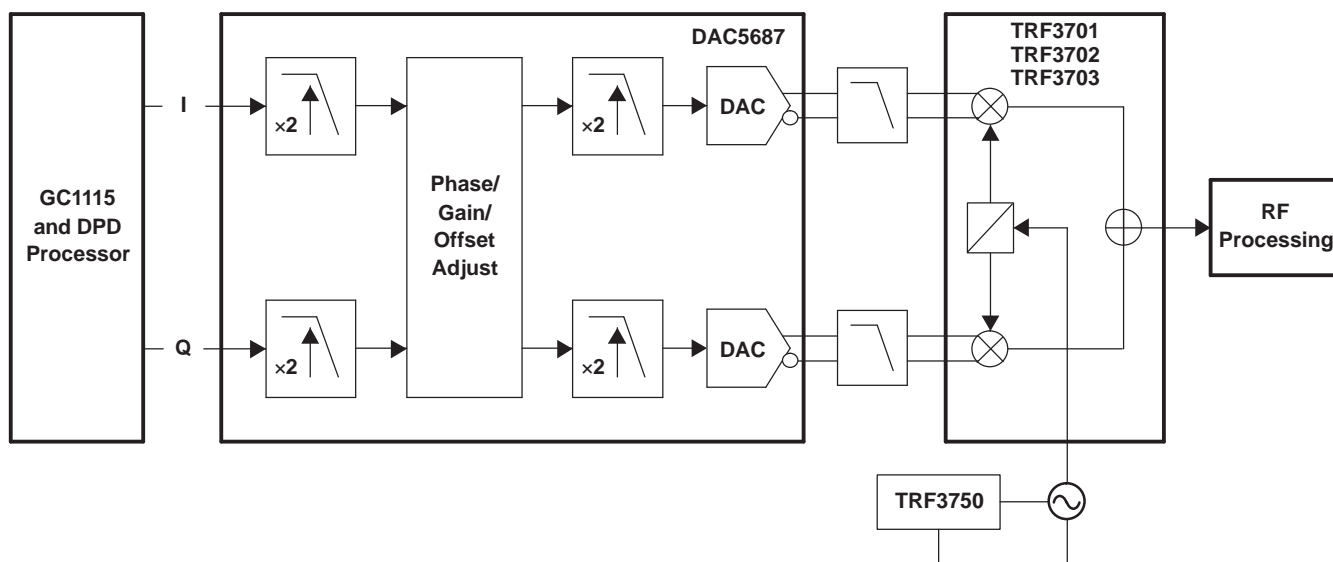 DAC5687
TRF3701
TRF3702
TRF3703
I
×2
×2
DAC
GC1115
and DPD
Processor
Phase/
Gain/
Offset
Adjust
RF
Processing
Q
×2
×2
DAC
TRF3750